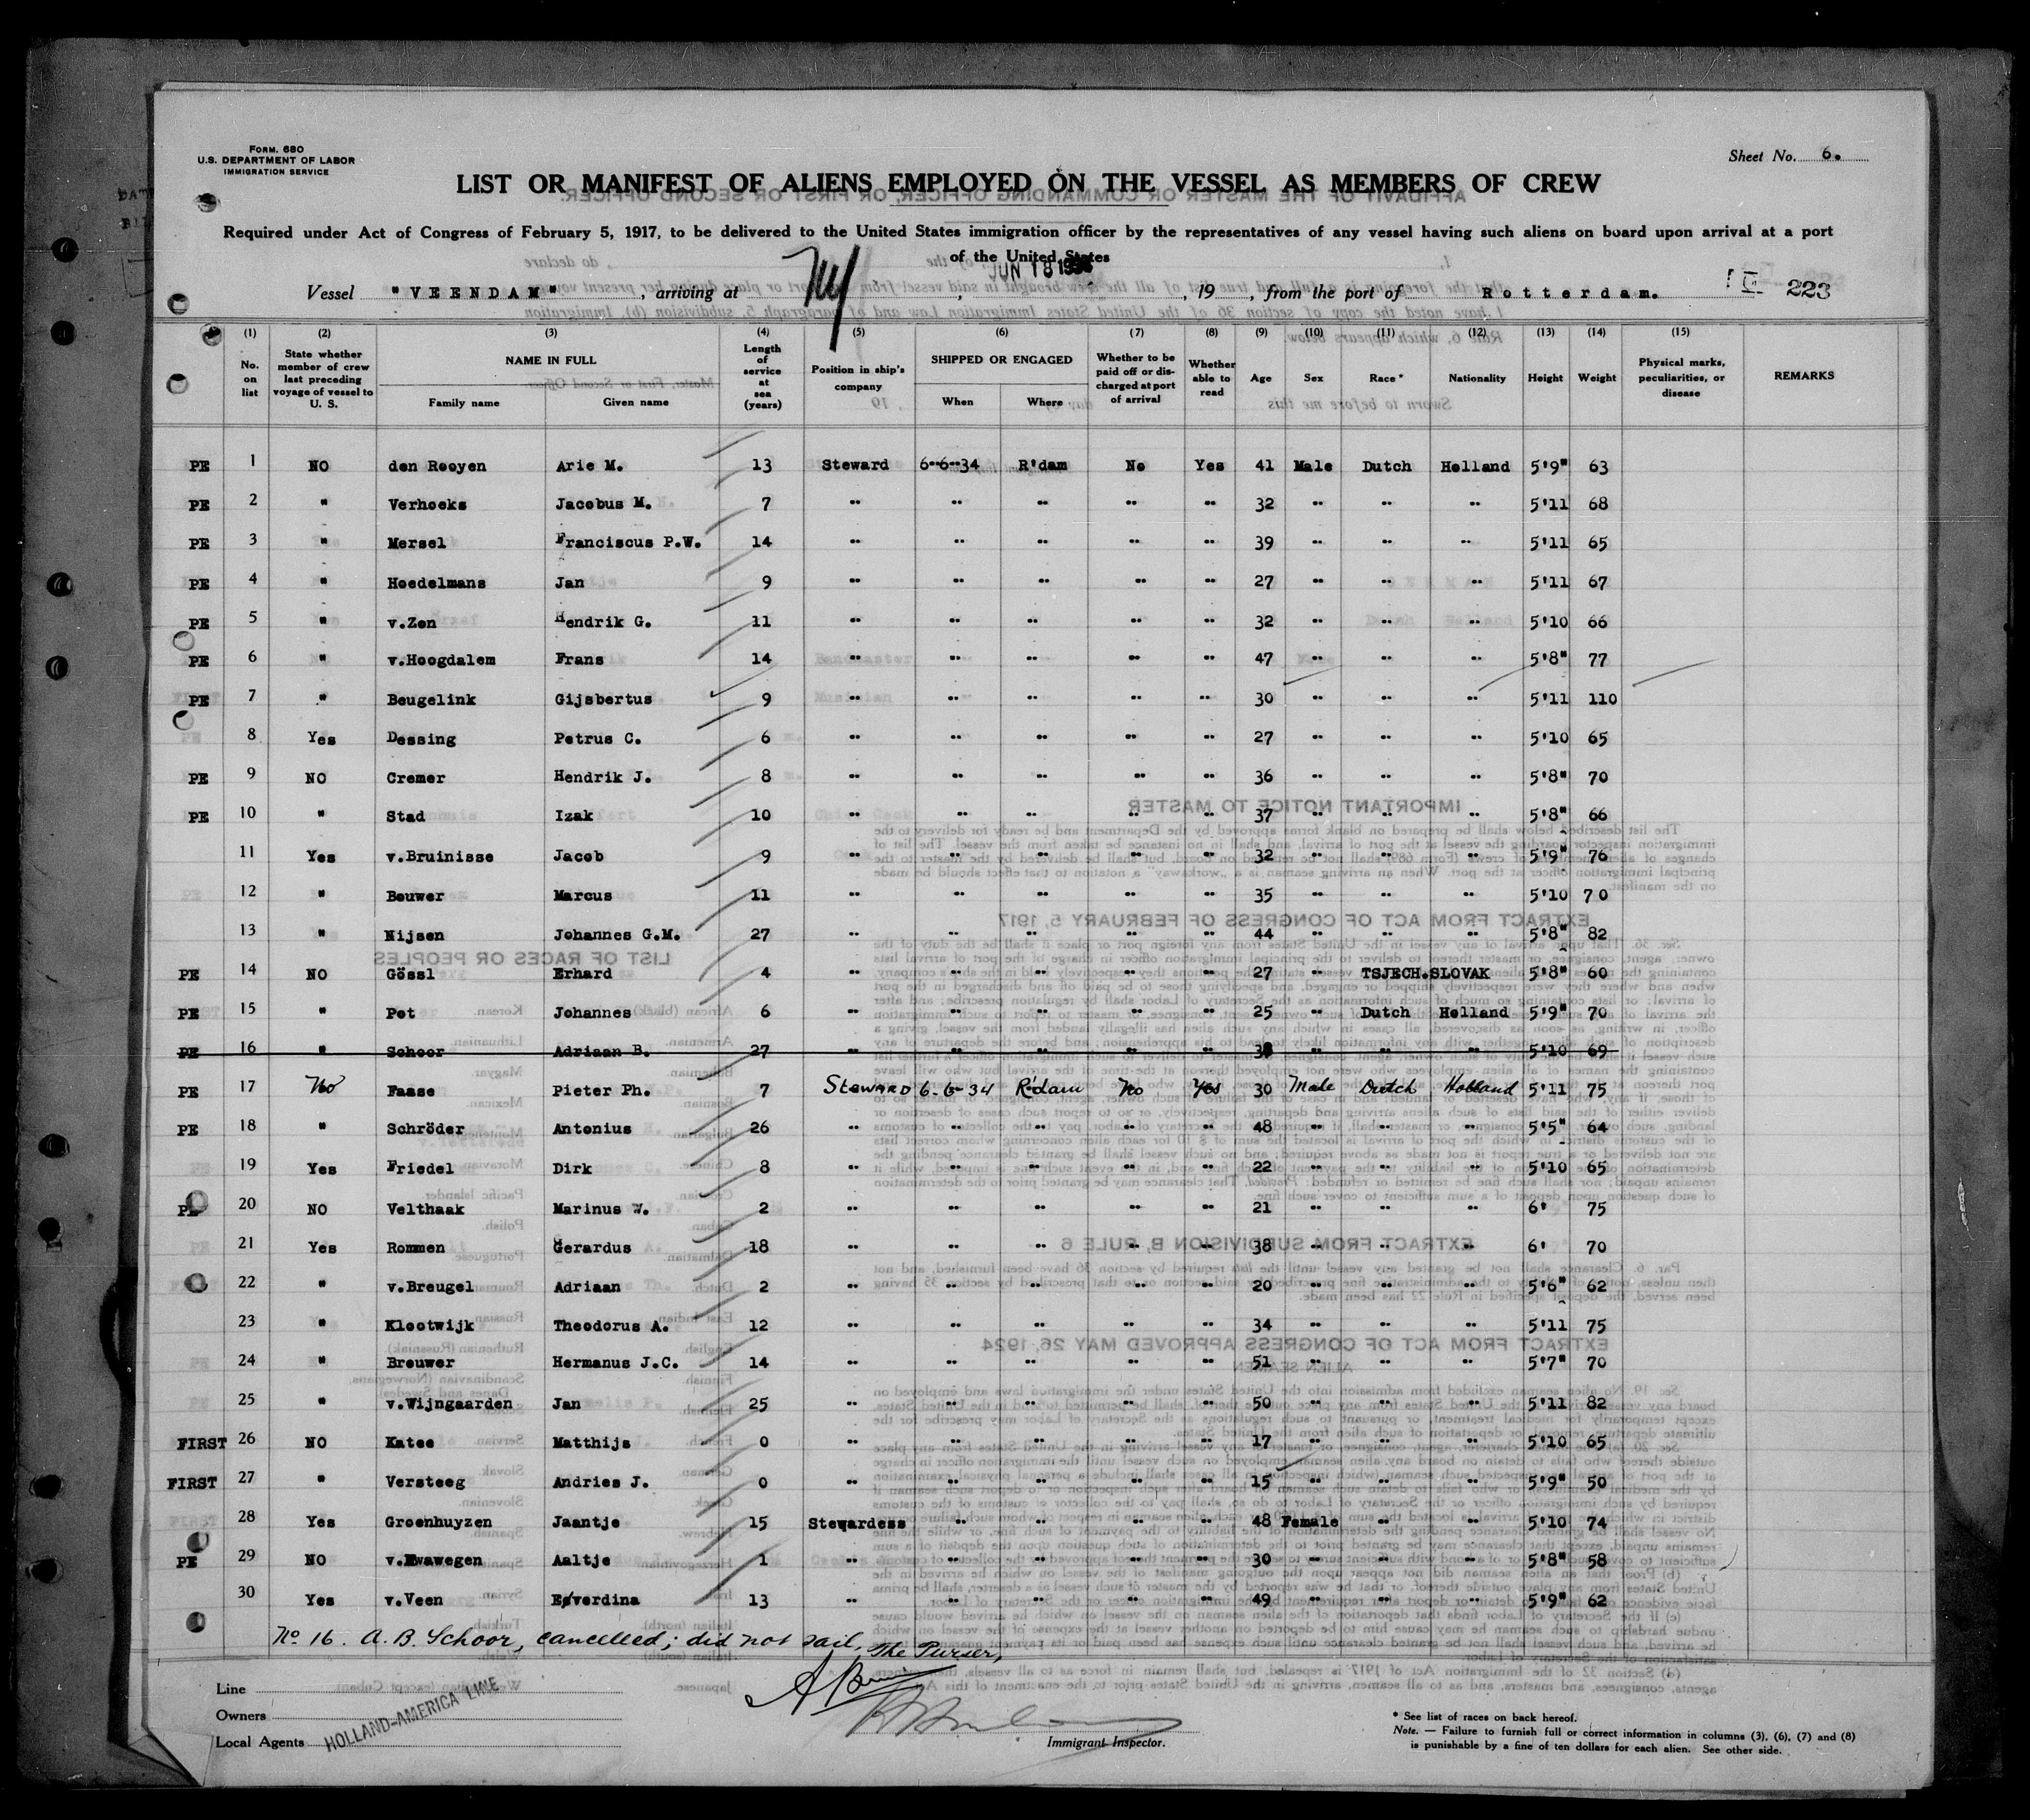 Form. 680
U.S. DEPARTMENT OF LABOR
IMMIGRATION SERVICE
Sheet No. 6.
LIST OR MANIFEST OF ALIENS EMPLOYED ON THE VESSEL AS MEMBERS OF CREW
Required under Act of Congress of February 5, 1917, to be delivered to the United States immigration officer by the representatives of any vessel having such aliens on board upon arrival at a port
of the United States
JUN 18
Vessel "VEENDAM", arriving at NY, , 19 , from the port of Rotterdam. 223
(1) No. on list (2) State whether member of crew last preceding voyage of vessel to U. S. (3) NAME IN FULL Family name Given name (4) Length of service at sea (years) (5) Position in ship's company (6) SHIPPED OR ENGAGED When Where (7) Whether to be paid off or discharged at port of arrival (8) Whether able to read (9) Age (10) Sex (11) Race * (12) Nationality (13) Height (14) Weight (15) Physical marks, peculiarities, or disease REMARKS
PE 1 NO den Rooyen Arie M. 13 Steward 6--6--34 R'dam No Yes 41 Male Dutch Holland 5'9" 63
PE 2 " Verhoeks Jacobus M. 7 -- -- -- -- -- 32 -- -- -- 5'11 68
PE 3 " Mersel Franciscus P.W. 14 -- -- -- -- -- 39 -- -- -- 5'11 65
PE 4 " Hoedelmans Jan 9 -- -- -- -- -- 27 -- -- -- 5'11 67
PE 5 " v.Zon Hendrik G. 11 -- -- -- -- -- 32 -- -- -- 5'10 66
PE 6 " v.Hoogdalem Frans 14 -- -- -- -- -- 47 -- -- -- 5'8" 77
PE 7 " Beugelink Gijsbertus 9 -- -- -- -- -- 30 -- -- -- 5'11 110
8 Yes Dessing Petrus C. 6 -- -- -- -- -- 27 -- -- -- 5'10 65
PE 9 NO Cremer Hendrik J. 8 -- -- -- -- -- 36 -- -- -- 5'8" 70
PE 10 " Stad Izak 10 -- -- -- -- -- 37 -- -- -- 5'8" 66
11 Yes v.Bruinisse Jacob 9 -- -- -- -- -- 32 -- -- -- 5'9" 76
12 " Bouwer Marcus 11 -- -- -- -- -- 35 -- -- -- 5'10 70
13 " Nijsen Johannes G.M. 27 -- -- -- -- -- 44 -- -- -- 5'8" 82
PE 14 NO Gössl Erhard 4 -- -- -- -- -- 27 -- TSJECH.SLOVAK 5'8" 60
PE 15 " Pot Johannes 6 -- -- -- -- -- 25 -- Dutch Holland 5'9" 70
PE 16 " Schoor Adriaan B. 27 -- -- -- -- -- 38 -- -- -- 5'10 69
PE 17 No Faase Pieter Ph. 7 Steward 6-6-34 R'dam No Yes 30 Male Dutch Holland 5'11 75
PE 18 " Schröder Antonius 26 -- -- -- -- -- 48 -- -- -- 5'5" 64
19 Yes Friedel Dirk 8 -- -- -- -- -- 22 -- -- -- 5'10 65
PE 20 NO Velthaak Marinus W. 2 -- -- -- -- -- 21 -- -- -- 6' 75
21 Yes Rommen Gerardus 18 -- -- -- -- -- 38 -- -- -- 6' 70
22 " v.Breugel Adriaan 2 -- -- -- -- -- 20 -- -- -- 5'6" 62
23 " Klootwijk Theodorus A. 12 -- -- -- -- -- 34 -- -- -- 5'11 75
24 " Brouwer Hermanus J.C. 14 -- -- -- -- -- 51 -- -- -- 5'7" 70
25 " v.Wijngaarden Jan 25 -- -- -- -- -- 50 -- -- -- 5'11 82
FIRST 26 NO Katee Matthijs 0 -- -- -- -- -- 17 -- -- -- 5'10 65
FIRST 27 " Versteeg Andries J. 0 -- -- -- -- -- 15 -- -- -- 5'9" 50
28 Yes Groenhuyzen Jaantje 15 Stewardess -- -- -- -- 48 Female -- -- 5'10 74
PE 29 NO Aaltje 1 -- -- -- -- -- 30 -- -- -- 5'8" 58
30 Yes v.Veen Everdina 13 -- -- -- -- -- 49 -- -- -- 5'9" 62
No 16. A.B. Schoor, cancelled; did not sail. The Purser,
Line
Owners
Local Agents HOLLAND-AMERICA LINE
Immigrant Inspector.
* See list of races on back hereof.
Note. — Failure to furnish full or correct information in columns (3), (6), (7) and (8)
is punishable by a fine of ten dollars for each alien. See other side.